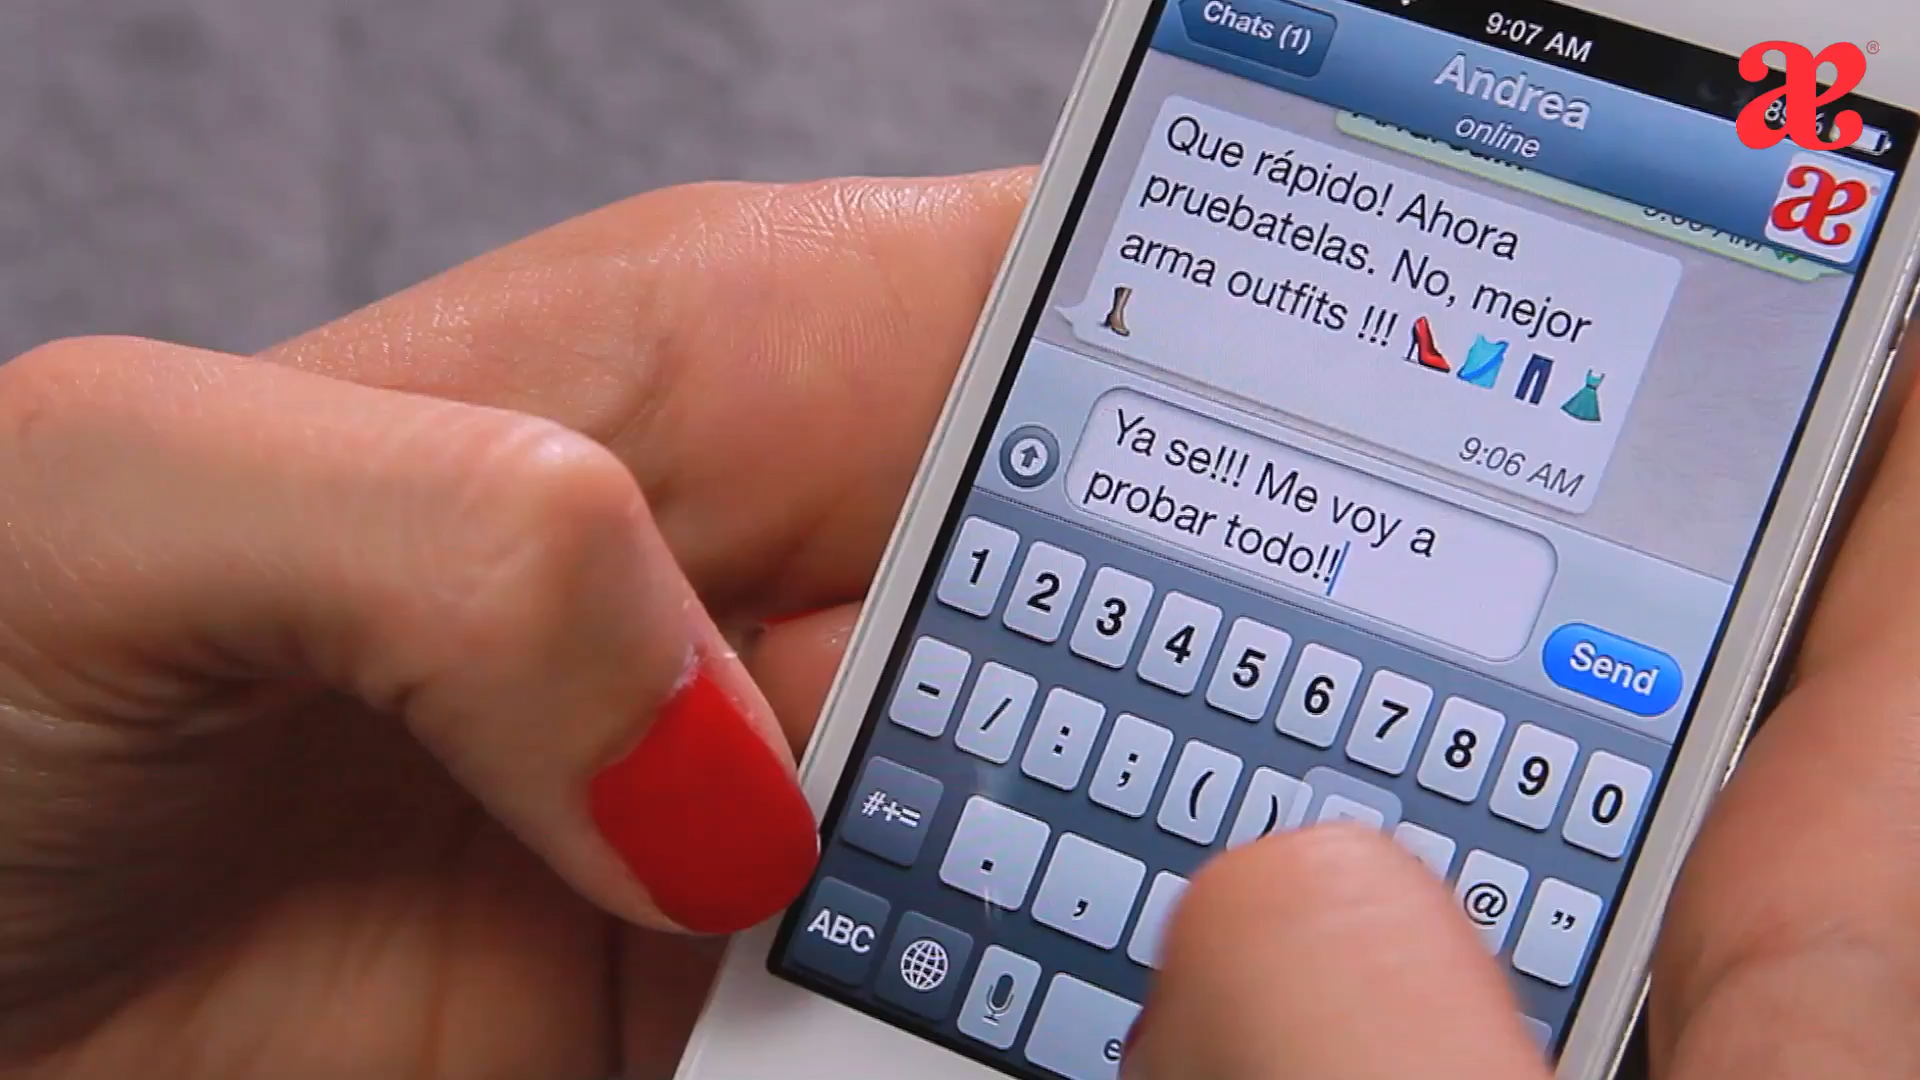 9:07 AM
Chats (1)
Andrea
online
æ
Que rápido! Ahora
pruebatelas. No, mejor
arma outfits !!!
9:06 AM
Ya se!!! Me voy a
probar todo!!
Send
1 2 3 4 5 6 7 8 9 0
- / : ; ( ) @ ”
#+= . ,
ABC